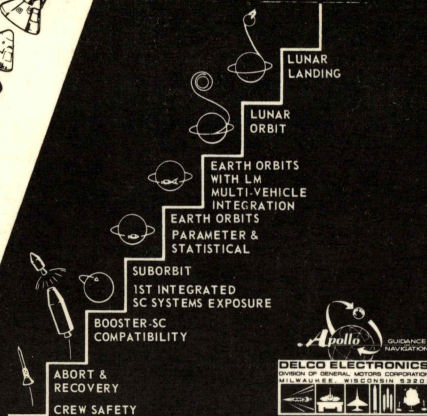 LUNAR
LANDING
LUNAR
ORBIT
EARTH ORBITS
WITH LM
MULTI-VEHICLE
INTEGRATION
EARTH ORBITS
PARAMETER &
STATISTICAL
SUBORBIT
1ST INTEGRATED
SC SYSTEMS EXPOSURE
BOOSTER-SC
COMPATIBILITY
ABORT &
RECOVERY
CREW SAFETY
Apollo GUIDANCE
and NAVIGATION
DELCO ELECTRONICS
DIVISION OF GENERAL MOTORS CORPORATION
MILWAUKEE, WISCONSIN 5320